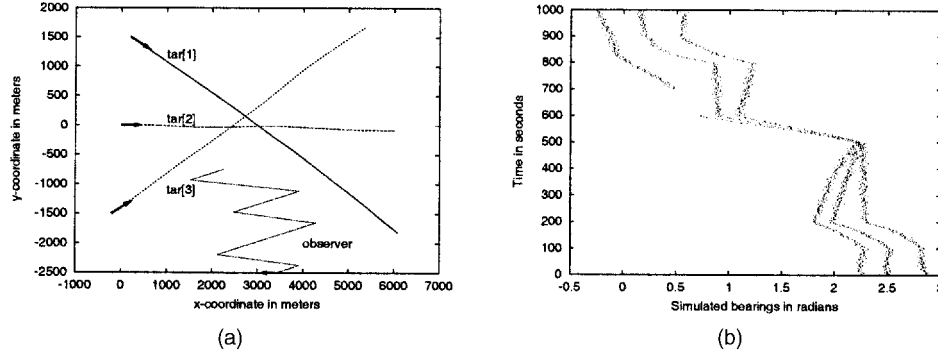 2000
1500
1000
500
0
-500
-1000
-1500
-2000
-2500
y-coordinate in meters
tar[1]
tar[2]
tar[3]
observer
-1000 0 1000 2000 3000 4000 5000 6000 7000
x-coordinate in meters
(a)
1000
900
800
700
600
500
400
300
200
100
0
Time in seconds
-0.5 0 0.5 1 1.5 2 2.5
Simulated bearings in radians
(b)